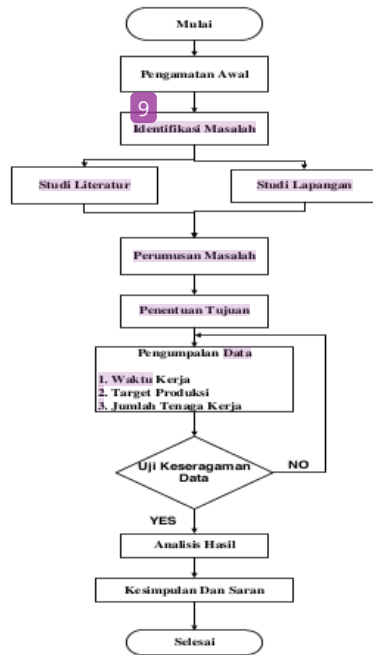 Mulai
Pengamatan Awal
9
Identifikasi Masalah
Studi Literatur
Studi Lapangan
Perumusan Masalah
Penentuan Tujuan
Pengumpalan Data
1. Waktu Kerja
2. Target Produksi
3. Jumlah Tenaga Kerja
Uji Keseragaman
Data
NO
YES
Analisis Hasil
Kesimpulan Dan Saran
Selesai